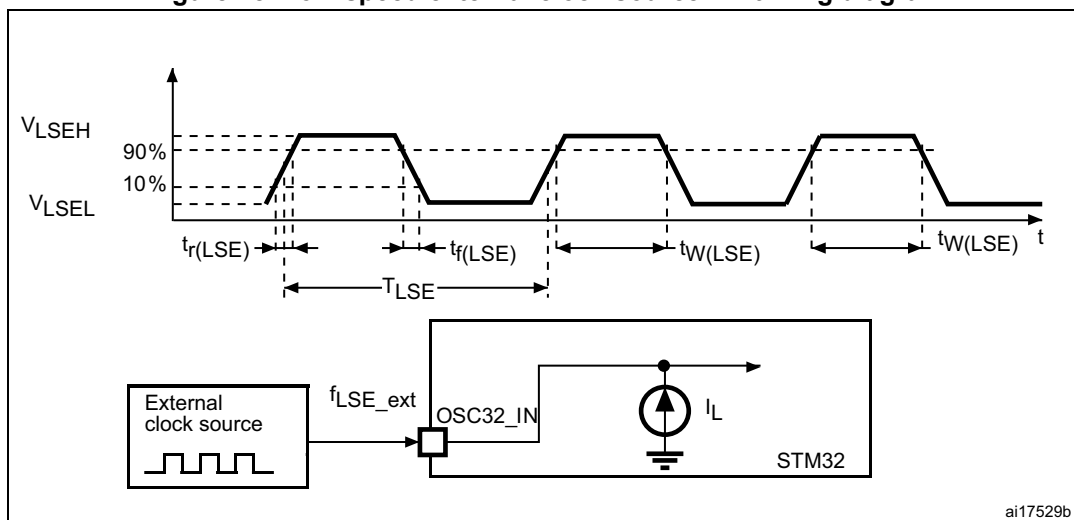 VLSEH
90%
10%
VLSEL
tr(LSE)
tf(LSE)
tW(LSE)
tW(LSE)
t
TLSE
External
clock source
fLSE_ext
OSC32_IN
IL
STM32
ai17529b